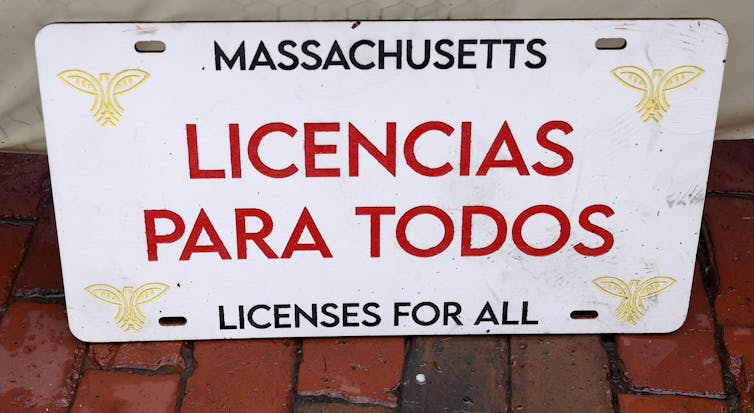 MASSACHUSETTS
LICENCIAS
PARA TODOS
LICENSES FOR ALL